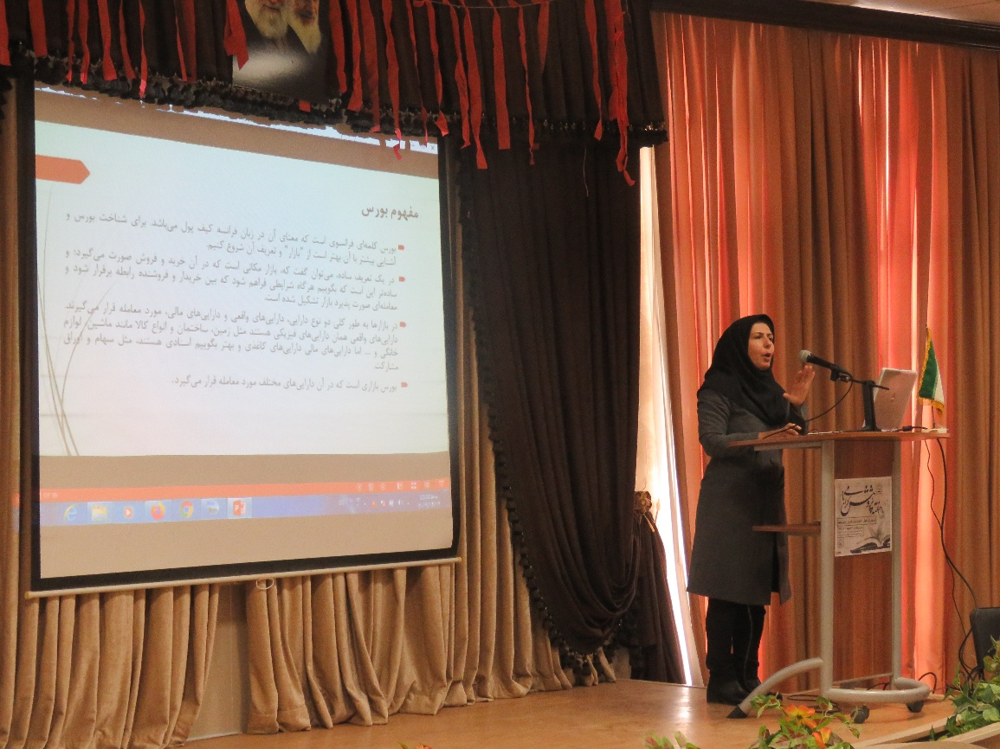 مفهوم بورس
بورس کلمه‌ای فرانسوی است که معنای آن در زبان فرانسه کیف پول می‌باشد. برای شناخت بورس و
آشنایی بیشتر با آن بهتر است از "بازار" و تعریف آن شروع کنیم.
در یک تعریف ساده، می‌توان گفت که، بازار مکانی است که در آن خرید و فروش صورت می‌گیرد؛ و
ساده‌تر این است که بگوییم هرگاه شرایطی فراهم شود که بین خریدار و فروشنده رابطه برقرار شود و
معامله‌ای صورت پذیرد بازار تشکیل شده است.
در بازارها به طور کلی دو نوع دارایی، دارایی‌های واقعی و دارایی‌های مالی، مورد معامله قرار می‌گیرند.
دارایی‌های واقعی همان دارایی‌های فیزیکی هستند مثل زمین، ساختمان و انواع کالا مانند ماشین، لوازم
خانگی و ... اما دارایی‌های مالی دارایی‌های کاغذی و بهتر بگوییم اسنادی هستند، مثل سهام و اوراق
مشارکت.
بورس بازاری است که در آن دارایی‌های مختلف مورد معامله قرار می‌گیرد.